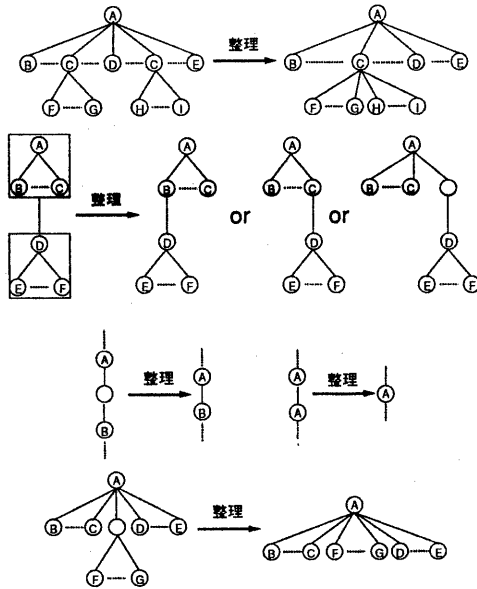 A A
整理
B C D C E B C D E
F G H I F G H I
A A A A
整理
B C B C B C B C
or or
D D D D
E F E F E F E F
A A A
整理 整理
A A
B B A
A
整理 A
B C D E
B C F G D E
F G